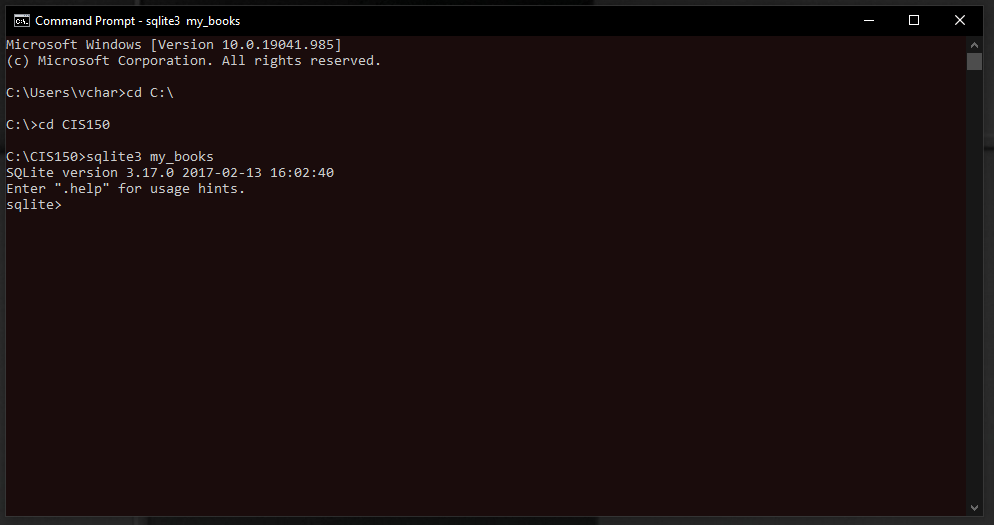 Command Prompt - sqlite3 my_books
Microsoft Windows [Version 10.0.19041.985]
(c) Microsoft Corporation. All rights reserved.
C:\Users\vchar>cd C:\
C:\>cd CIS150
C:\CIS150>sqlite3 my_books
SQLite version 3.17.0 2017-02-13 16:02:40
Enter ".help" for usage hints.
sqlite>